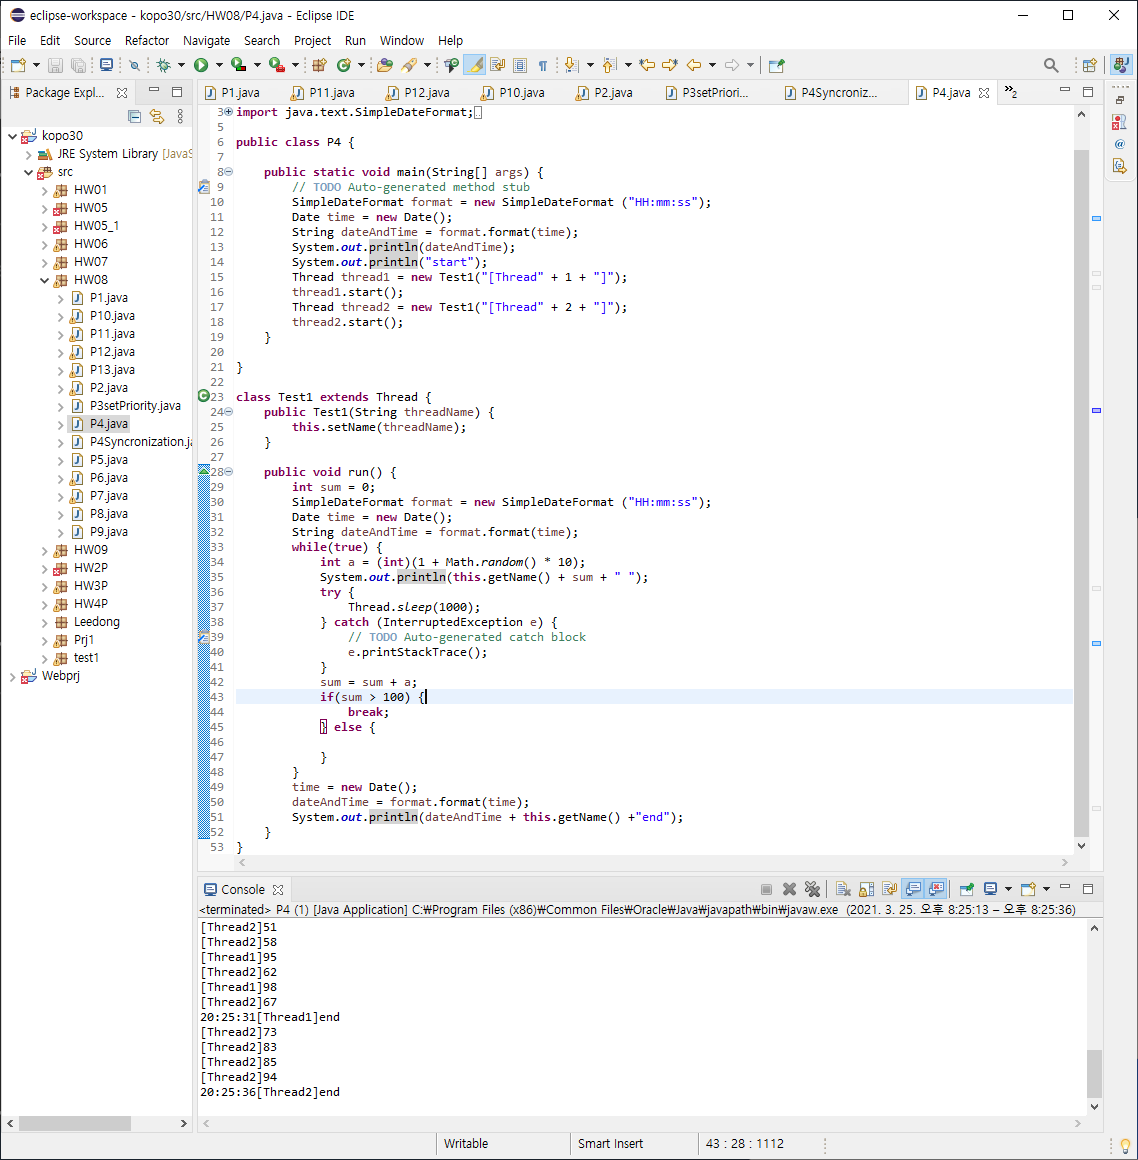 eclipse-workspace - kopo30/src/HW08/P4.java - Eclipse IDE
File Edit Source Refactor Navigate Search Project Run Window Help
Package Expl...
P1.java P11.java P12.java P10.java P2.java P3setPriori... P4Syncroniz... P4.java »2
kopo30
JRE System Library [JavaS
src
HW01
HW05
HW05_1
HW06
HW07
HW08
P1.java
P10.java
P11.java
P12.java
P13.java
P2.java
P3setPriority.java
P4.java
P4Syncronization.ja
P5.java
P6.java
P7.java
P8.java
P9.java
HW09
HW2P
HW3P
HW4P
Leedong
Prj1
test1
Webprj
3 import java.text.SimpleDateFormat;
5
6 public class P4 {
7
8 public static void main(String[] args) {
9 // TODO Auto-generated method stub
10 SimpleDateFormat format = new SimpleDateFormat ("HH:mm:ss");
11 Date time = new Date();
12 String dateAndTime = format.format(time);
13 System.out.println(dateAndTime);
14 System.out.println("start");
15 Thread thread1 = new Test1("[Thread" + 1 + "]");
16 thread1.start();
17 Thread thread2 = new Test1("[Thread" + 2 + "]");
18 thread2.start();
19 }
20
21 }
22
23 class Test1 extends Thread {
24 public Test1(String threadName) {
25 this.setName(threadName);
26 }
27
28 public void run() {
29 int sum = 0;
30 SimpleDateFormat format = new SimpleDateFormat ("HH:mm:ss");
31 Date time = new Date();
32 String dateAndTime = format.format(time);
33 while(true) {
34 int a = (int)(1 + Math.random() * 10);
35 System.out.println(this.getName() + sum + " ");
36 try {
37 Thread.sleep(1000);
38 } catch (InterruptedException e) {
39 // TODO Auto-generated catch block
40 e.printStackTrace();
41 }
42 sum = sum + a;
43 if(sum > 100) {
44 break;
45 } else {
46
47 }
48 }
49 time = new Date();
50 dateAndTime = format.format(time);
51 System.out.println(dateAndTime + this.getName() +"end");
52 }
53 }
Console
<terminated> P4 (1) [Java Application] C:₩Program Files (x86)₩Common Files₩Oracle₩Java₩javapath₩bin₩javaw.exe (2021. 3. 25. 오후 8:25:13 – 오후 8:25:36)
[Thread2]51
[Thread2]58
[Thread1]95
[Thread2]62
[Thread1]98
[Thread2]67
20:25:31[Thread1]end
[Thread2]73
[Thread2]83
[Thread2]85
[Thread2]94
20:25:36[Thread2]end
Writable Smart Insert 43 : 28 : 1112